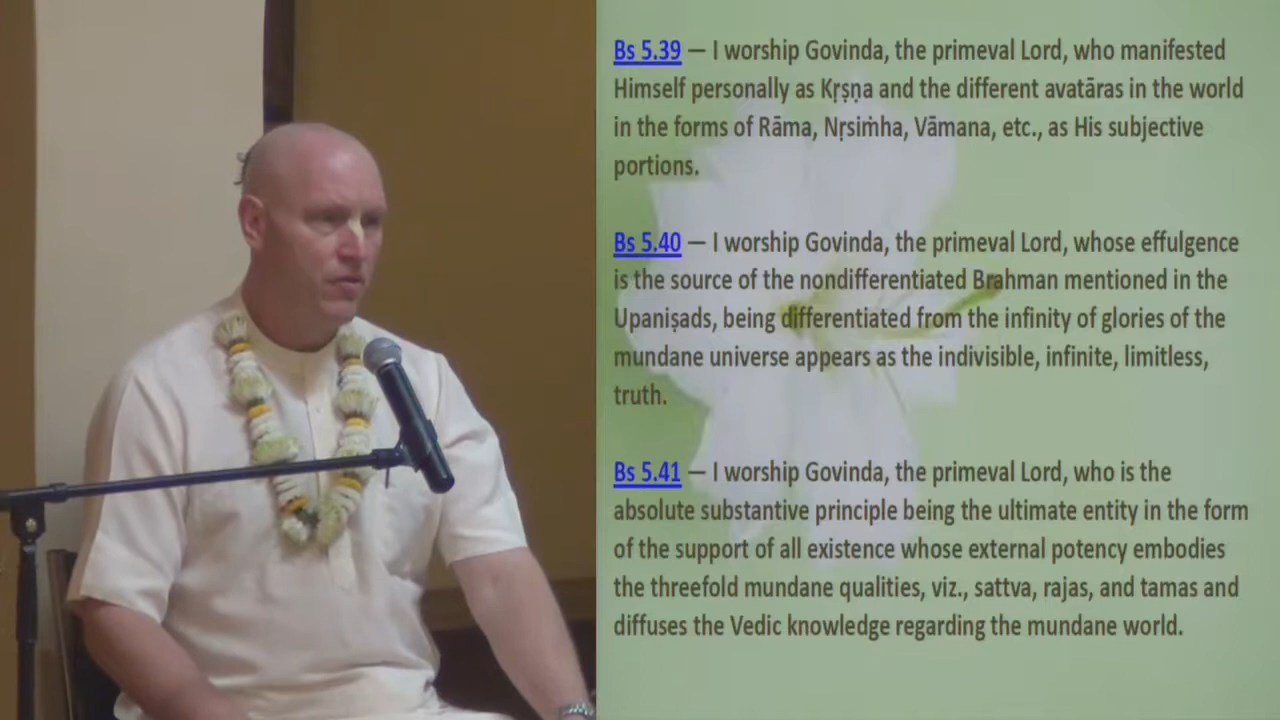 Bs 5.39 — I worship Govinda, the primeval Lord, who manifested
Himself personally as Kṛṣṇa and the different avatāras in the world
in the forms of Rāma, Nṛsiṁha, Vāmana, etc., as His subjective
portions.
Bs 5.40 — I worship Govinda, the primeval Lord, whose effulgence
is the source of the nondifferentiated Brahman mentioned in the
Upaniṣads, being differentiated from the infinity of glories of the
mundane universe appears as the indivisible, infinite, limitless,
truth.
Bs 5.41 — I worship Govinda, the primeval Lord, who is the
absolute substantive principle being the ultimate entity in the form
of the support of all existence whose external potency embodies
the threefold mundane qualities, viz., sattva, rajas, and tamas and
diffuses the Vedic knowledge regarding the mundane world.